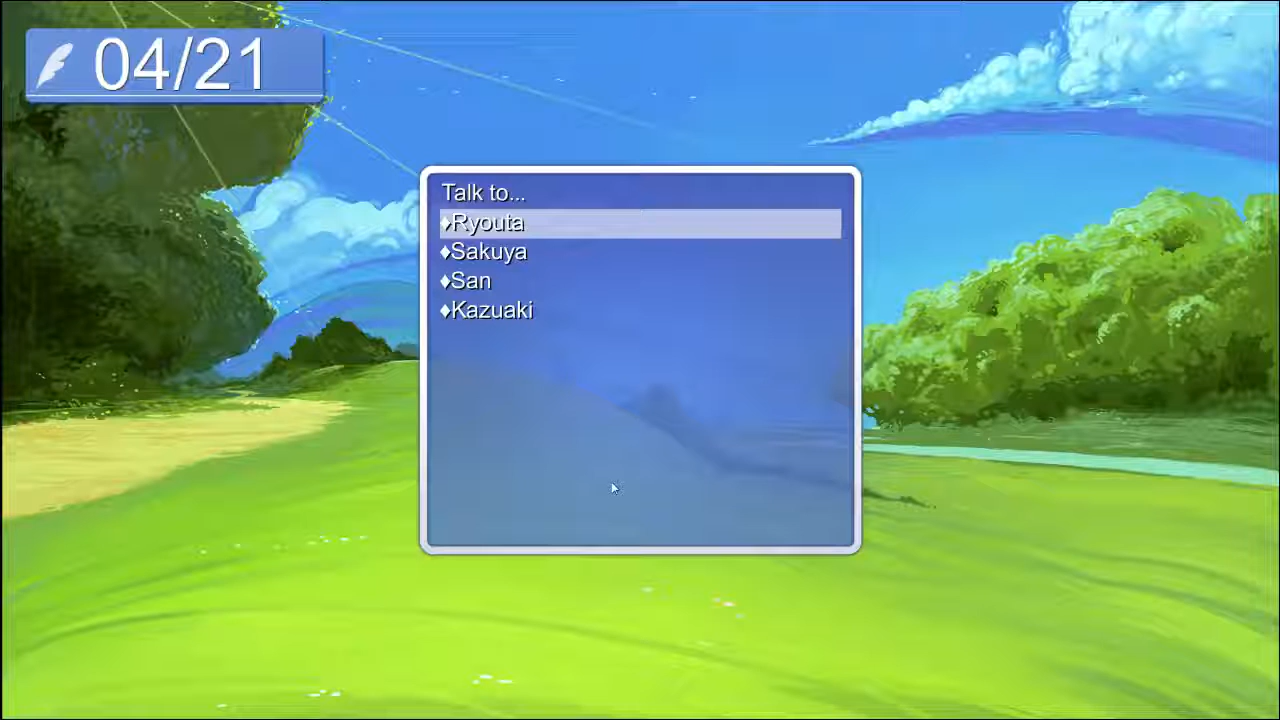 04/21
Talk to...
♦Ryouta
♦Sakuya
♦San
♦Kazuaki